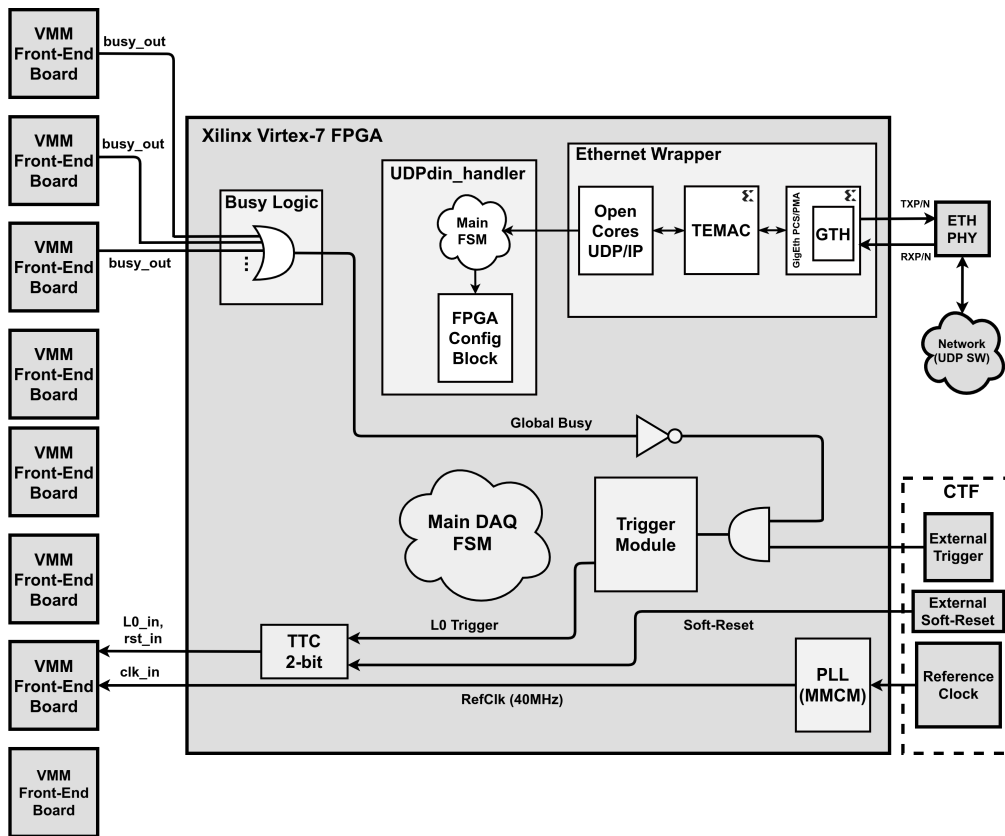 VMM
Front-End
Board
busy_out
VMM
Front-End
Board
busy_out
VMM
Front-End
Board
busy_out
VMM
Front-End
Board
VMM
Front-End
Board
VMM
Front-End
Board
VMM
Front-End
Board
L0_in,
rst_in
clk_in
VMM
Front-End
Board
Xilinx Virtex-7 FPGA
Busy Logic
UDPdin_handler
Main
FSM
FPGA
Config
Block
Ethernet Wrapper
Open
Cores
UDP/IP
TEMAC
GigEth PCS/PMA
GTH
TXP/N
RXP/N
ETH
PHY
Network
(UDP SW)
Global Busy
Main DAQ
FSM
Trigger
Module
CTF
External
Trigger
External
Soft-Reset
Reference
Clock
L0 Trigger
Soft-Reset
TTC
2-bit
RefClk (40MHz)
PLL
(MMCM)